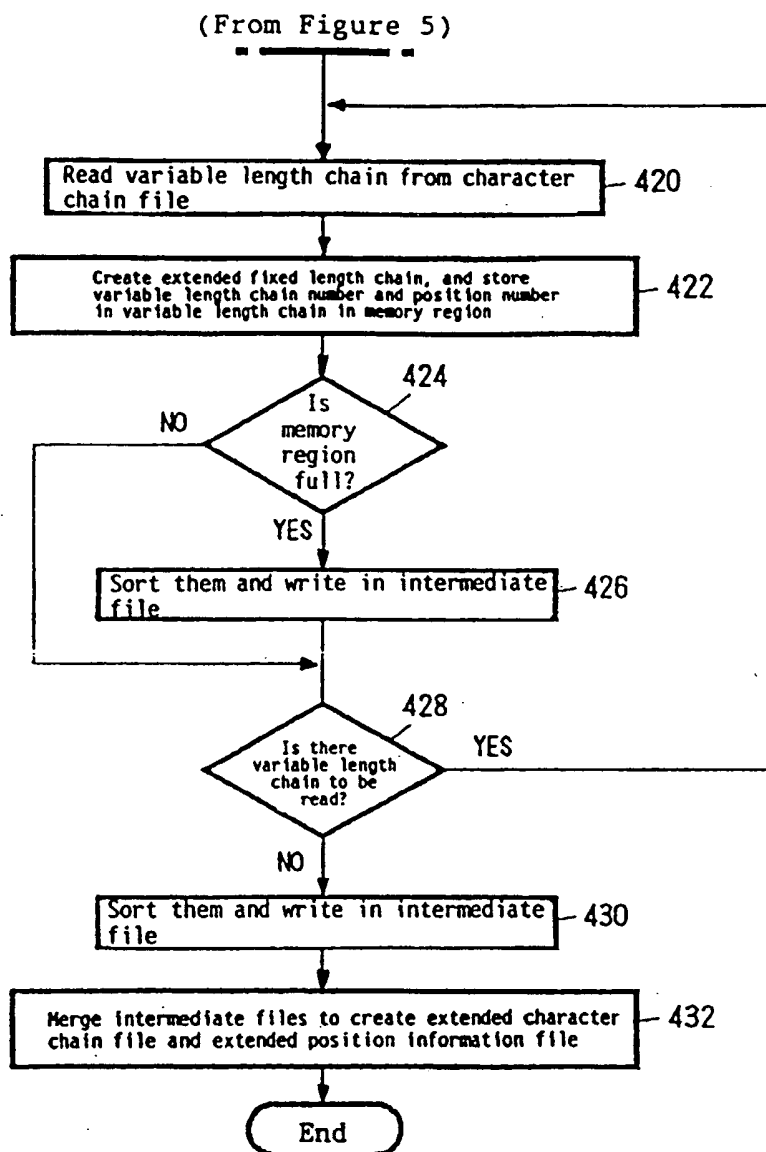 (From Figure 5)
Read variable length chain from character
chain file
420
Create extended fixed length chain, and store
variable length chain number and position number
in variable length chain in memory region
422
424
NO
Is
memory
region
full?
YES
Sort them and write in intermediate
file
426
428
Is there
variable length
chain to be
read?
YES
NO
Sort them and write in intermediate
file
430
Merge intermediate files to create extended character
chain file and extended position information file
432
End